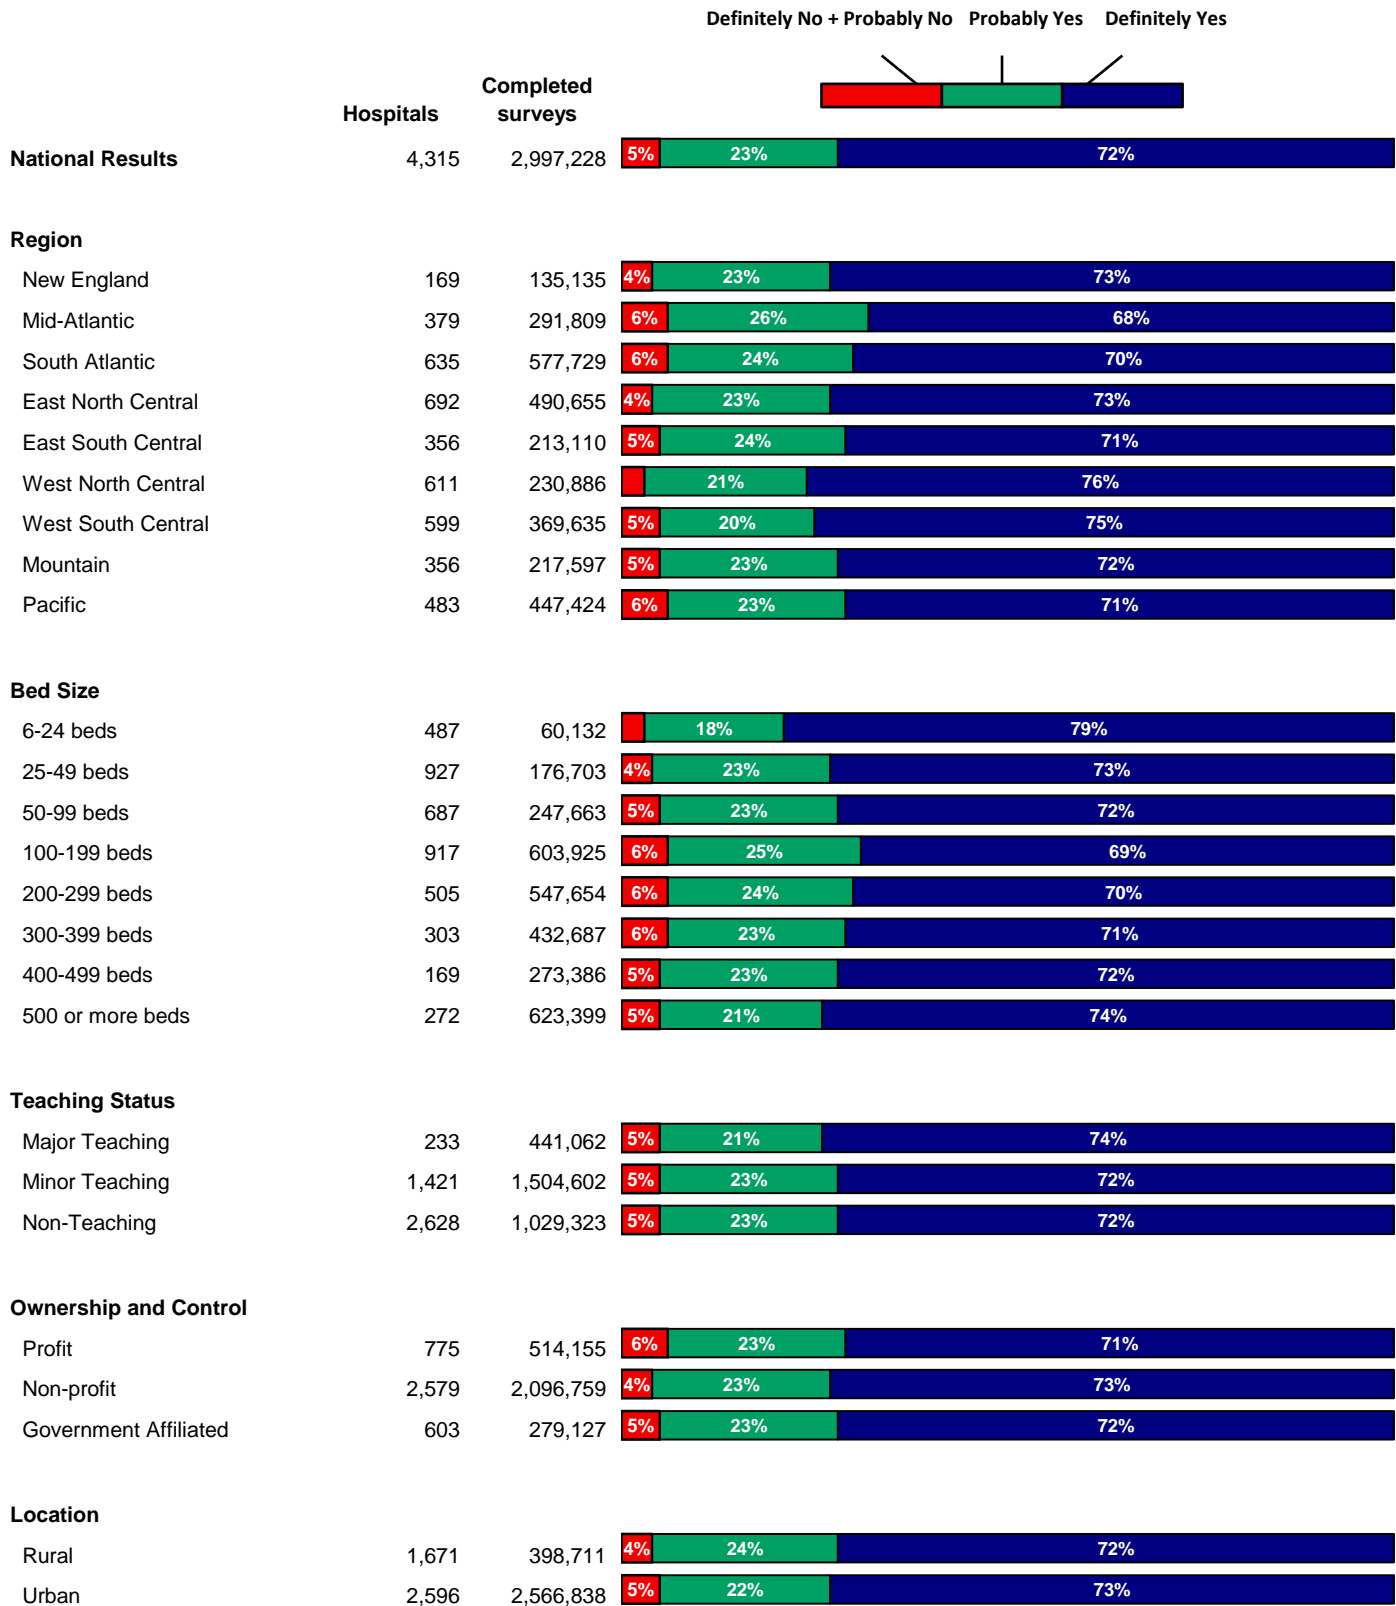 Definitely No + Probably No Probably Yes Definitely Yes
Completed
Hospitals surveys
National Results 4,315 2,997,228 5% 23% 72%
Region
New England 169 135,135 4% 23% 73%
Mid-Atlantic 379 291,809 6% 26% 68%
South Atlantic 635 577,729 6% 24% 70%
East North Central 692 490,655 4% 23% 73%
East South Central 356 213,110 5% 24% 71%
West North Central 611 230,886 21% 76%
West South Central 599 369,635 5% 20% 75%
Mountain 356 217,597 5% 23% 72%
Pacific 483 447,424 6% 23% 71%
Bed Size
6-24 beds 487 60,132 18% 79%
25-49 beds 927 176,703 4% 23% 73%
50-99 beds 687 247,663 5% 23% 72%
100-199 beds 917 603,925 6% 25% 69%
200-299 beds 505 547,654 6% 24% 70%
300-399 beds 303 432,687 6% 23% 71%
400-499 beds 169 273,386 5% 23% 72%
500 or more beds 272 623,399 5% 21% 74%
Teaching Status
Major Teaching 233 441,062 5% 21% 74%
Minor Teaching 1,421 1,504,602 5% 23% 72%
Non-Teaching 2,628 1,029,323 5% 23% 72%
Ownership and Control
Profit 775 514,155 6% 23% 71%
Non-profit 2,579 2,096,759 4% 23% 73%
Government Affiliated 603 279,127 5% 23% 72%
Location
Rural 1,671 398,711 4% 24% 72%
Urban 2,596 2,566,838 5% 22% 73%